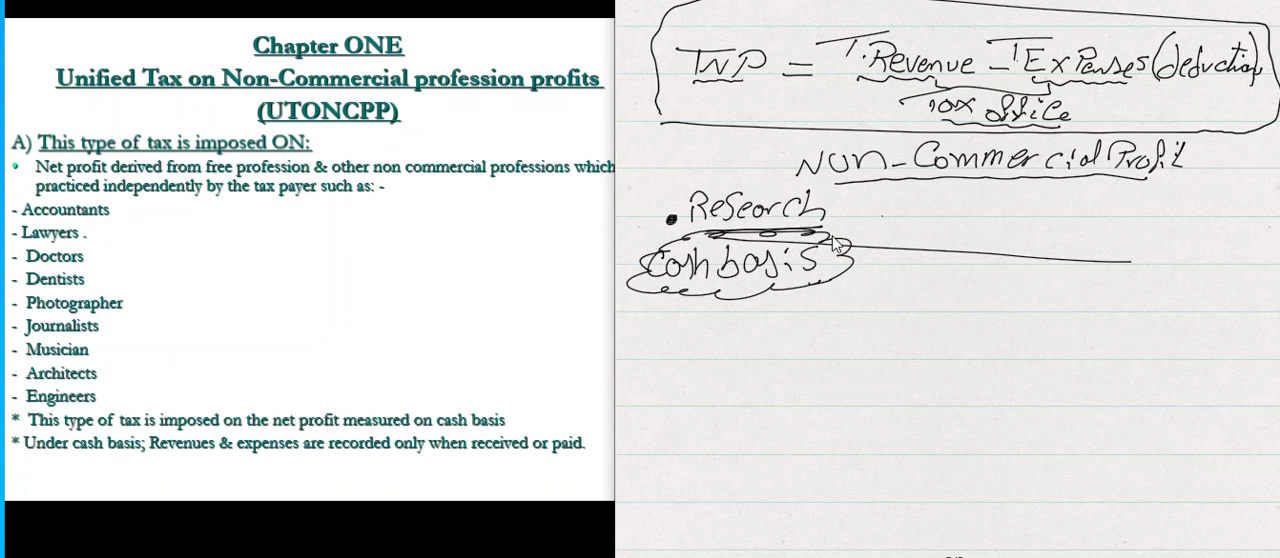 Chapter ONE
Unified Tax on Non-Commercial profession profits
(UTONCPP)
A) This type of tax is imposed ON:
• Net profit derived from free profession & other non commercial professions which
practiced independently by the tax payer such as: -
- Accountants
- Lawyers .
- Doctors
- Dentists
- Photographer
- Journalists
- Musician
- Architects
- Engineers
* This type of tax is imposed on the net profit measured on cash basis
* Under cash basis; Revenues & expenses are recorded only when received or paid.
TNP = T.Revenue - T Expenses (deduction)
Tax office
Non-Commercial Profit
• Research
Cash basis